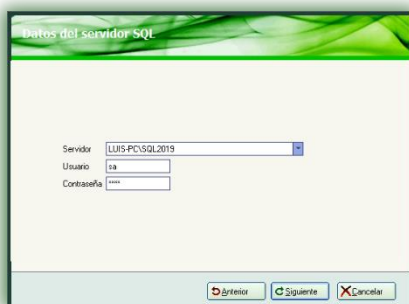 Datos del servidor SQL
Servidor LUIS-PC\SQL2019
Usuario sa
Contraseña ****
Anterior Siguiente Cancelar